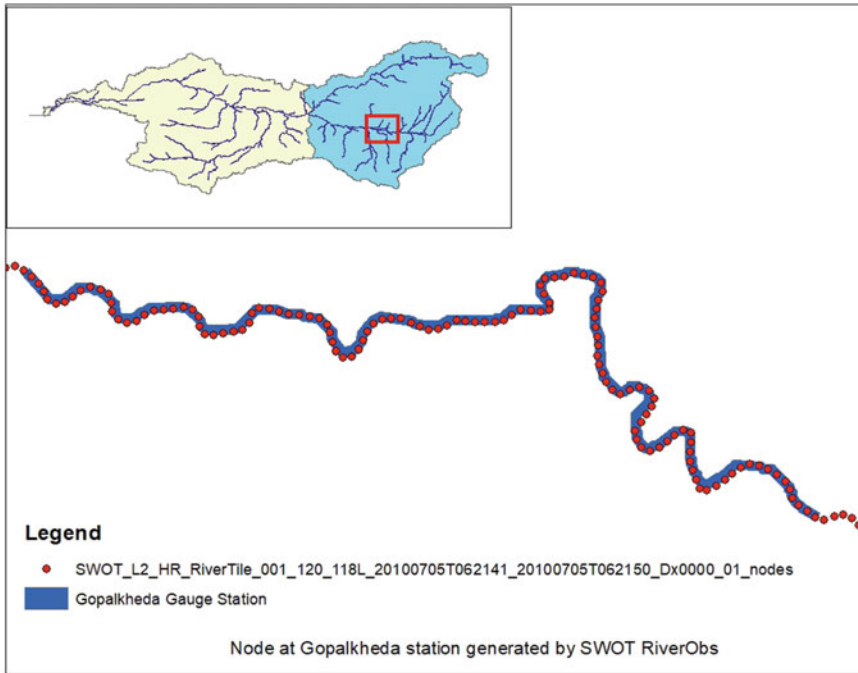 Legend
SWOT_L2_HR_RiverTile_001_120_118L_20100705T062141_20100705T062150_Dx0000_01_nodes
Gopalkheda Gauge Station
Node at Gopalkheda station generated by SWOT RiverObs